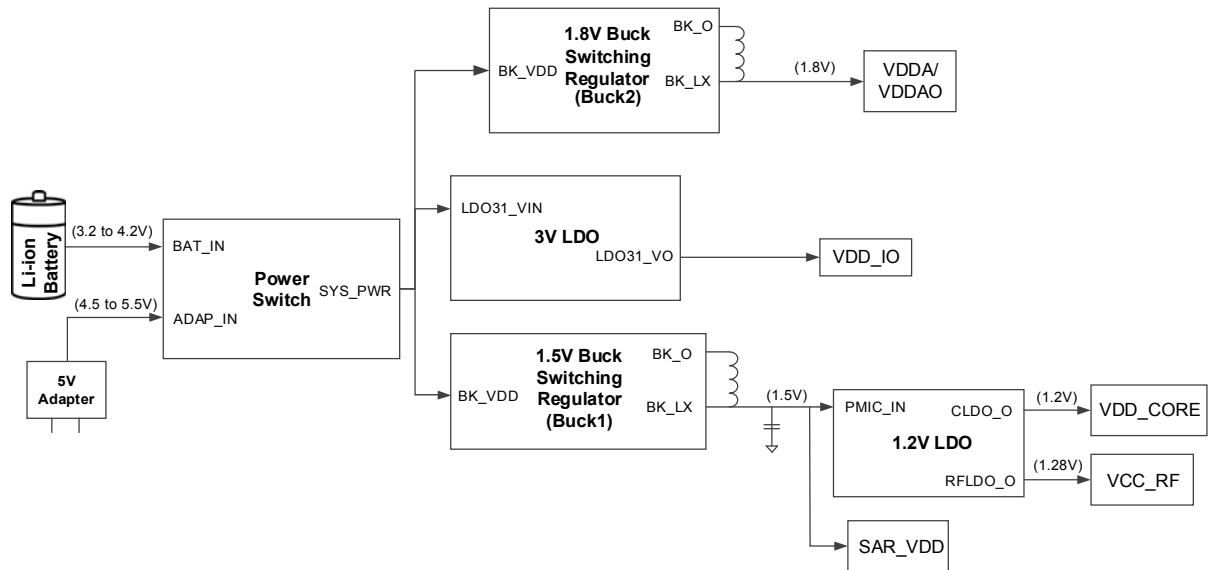 1.8V Buck
Switching
Regulator
(Buck2)
BK_VDD
BK_O
BK_LX
(1.8V)
VDDA/
VDDAO
LDO31_VIN
3V LDO
LDO31_VO
VDD_IO
Li-ion
Battery
(3.2 to 4.2V)
BAT_IN
Power
Switch
SYS_PWR
(4.5 to 5.5V)
ADAP_IN
5V
Adapter
1.5V Buck
Switching
Regulator
(Buck1)
BK_VDD
BK_O
BK_LX
(1.5V)
PMIC_IN
CLDO_O
1.2V LDO
RFLDO_O
(1.2V)
VDD_CORE
(1.28V)
VCC_RF
SAR_VDD